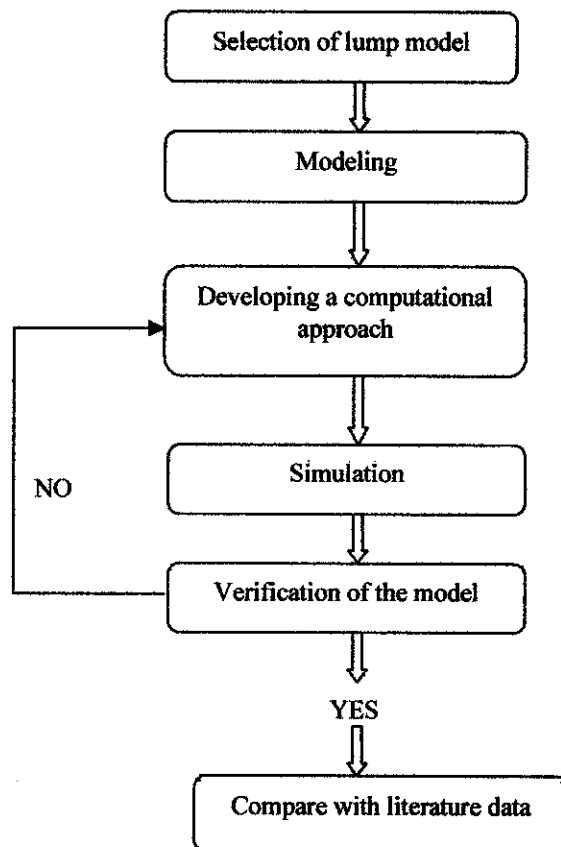 Selection of lump model
Modeling
Developing a computational
approach
Simulation
NO
Verification of the model
YES
Compare with literature data